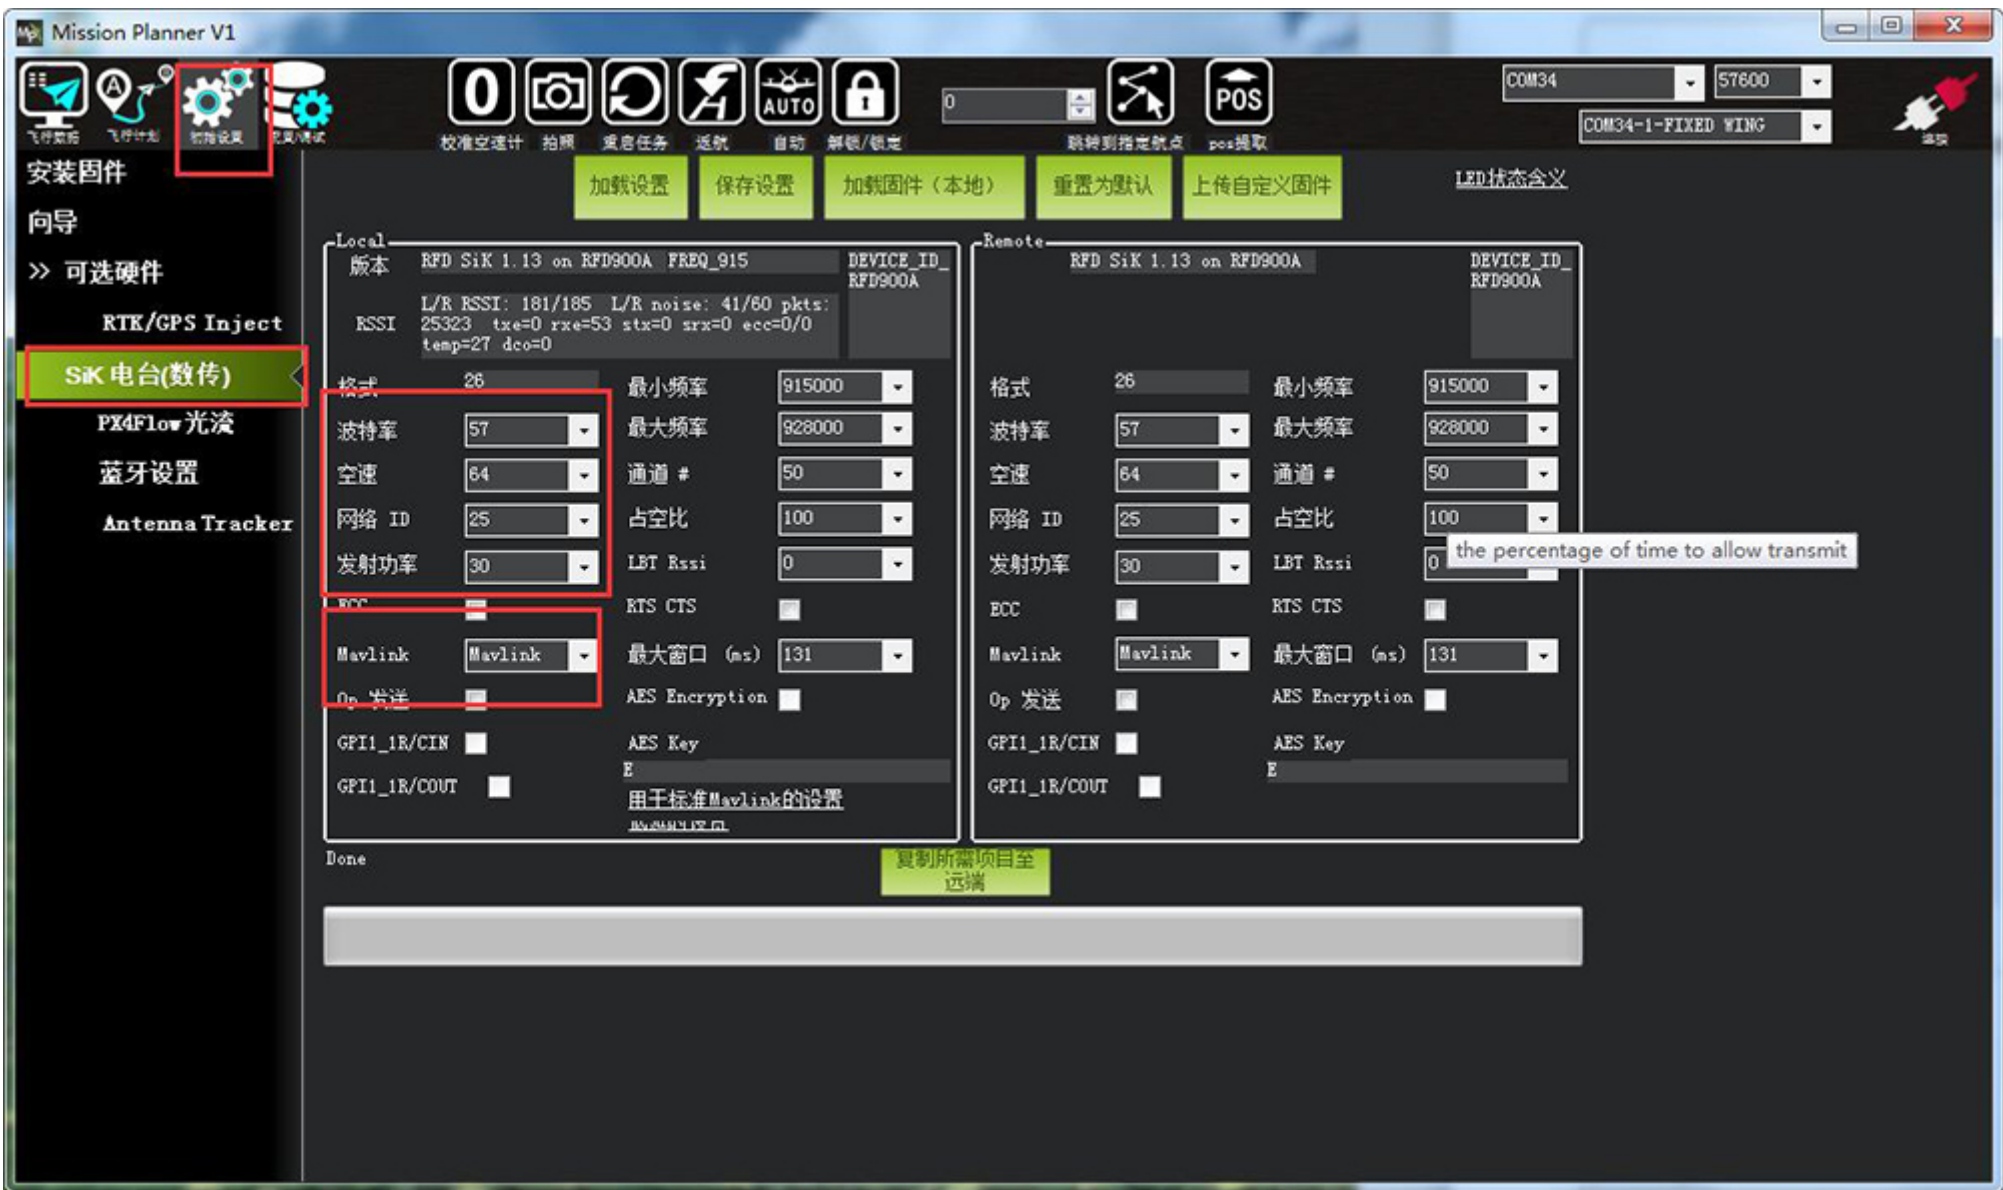 Mission Planner V1
飞行数据 飞行计划 初始设置 配置/调试
0 AUTO POS
校准空速计 拍照 重启任务 返航 自动 解锁/锁定 0 跳转到指定航点 pos提取
COM34 57600
COM34-1-FIXED WING
连接
安装固件
向导
>> 可选硬件
RTK/GPS Inject
SiK 电台(数传)
PX4Flow光流
蓝牙设置
Antenna Tracker
加载设置 保存设置 加载固件（本地） 重置为默认 上传自定义固件 LED状态含义
Local
版本 RFD SiK 1.13 on RFD900A FREQ_915 DEVICE_ID_
RFD900A
RSSI L/R RSSI: 181/185 L/R noise: 41/60 pkts:
25323 txe=0 rxe=53 stx=0 srx=0 ecc=0/0
temp=27 dco=0
格式 26 最小频率 915000
波特率 57 最大频率 928000
空速 64 通道 # 50
网络 ID 25 占空比 100
发射功率 30 LBT Rssi 0
ECC RTS CTS
Mavlink Mavlink 最大窗口 (ms) 131
Op 发送 AES Encryption
GPI1_1R/CIN AES Key
E
GPI1_1R/COUT
用于标准Mavlink的设置
Remote
RFD SiK 1.13 on RFD900A DEVICE_ID_
RFD900A
格式 26 最小频率 915000
波特率 57 最大频率 928000
空速 64 通道 # 50
网络 ID 25 占空比 100
the percentage of time to allow transmit
发射功率 30 LBT Rssi 0
ECC RTS CTS
Mavlink Mavlink 最大窗口 (ms) 131
Op 发送 AES Encryption
GPI1_1R/CIN AES Key
E
GPI1_1R/COUT
Done
复制所需项目至
远端